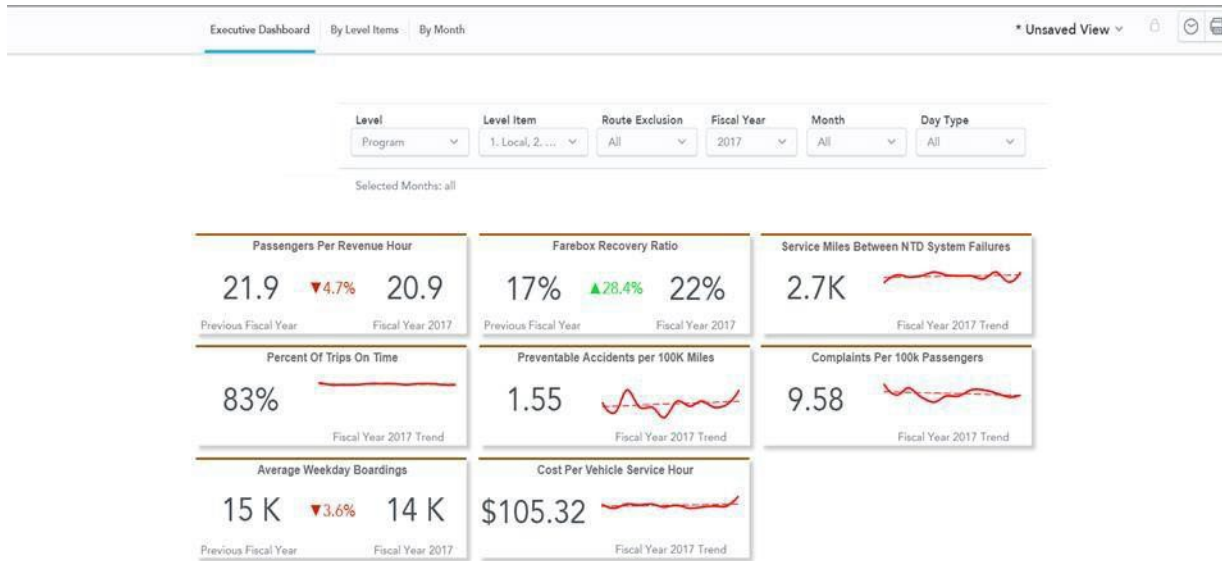 Executive Dashboard By Level Items By Month * Unsaved View
Level Level Item Route Exclusion Fiscal Year Month Day Type
Program 1. Local, 2. ... All 2017 All All
Selected Months: all
Passengers Per Revenue Hour
21.9 ▼4.7% 20.9
Previous Fiscal Year Fiscal Year 2017
Farebox Recovery Ratio
17% ▲28.4% 22%
Previous Fiscal Year Fiscal Year 2017
Service Miles Between NTD System Failures
2.7K
Fiscal Year 2017 Trend
Percent Of Trips On Time
83%
Fiscal Year 2017 Trend
Preventable Accidents per 100K Miles
1.55
Fiscal Year 2017 Trend
Complaints Per 100k Passengers
9.58
Fiscal Year 2017 Trend
Average Weekday Boardings
15 K ▼3.6% 14 K
Previous Fiscal Year Fiscal Year 2017
Cost Per Vehicle Service Hour
$105.32
Fiscal Year 2017 Trend